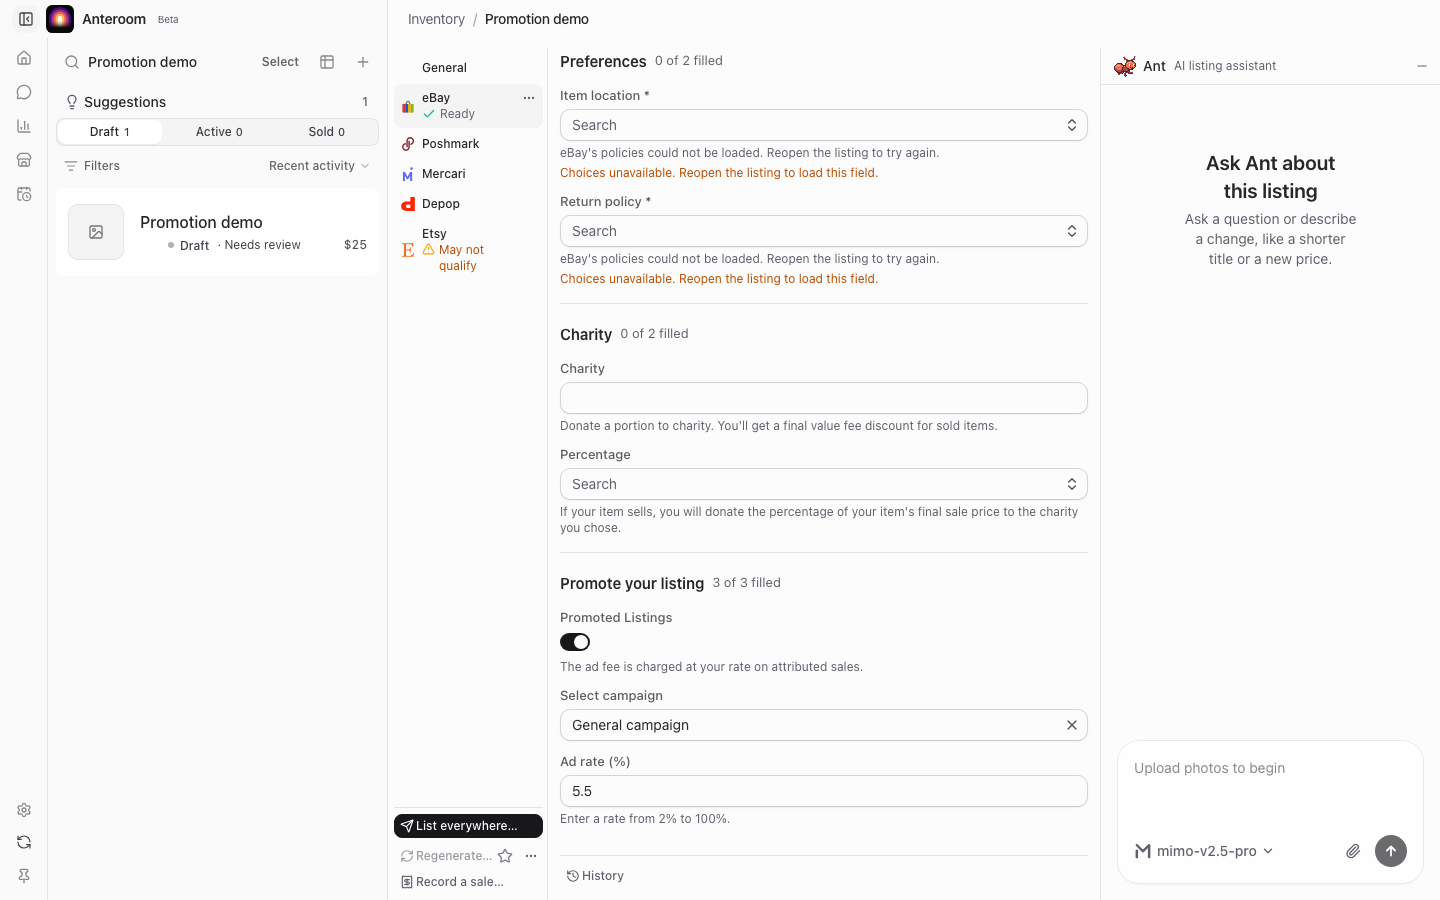 Anteroom Beta
Inventory / Promotion demo
Promotion demo
Select
Suggestions 1
Draft 1
Active 0
Sold 0
Filters
Recent activity
Promotion demo
Draft · Needs review $25
General
eBay
Ready
Poshmark
Mercari
Depop
Etsy
May not
qualify
List everywhere...
Regenerate...
Record a sale...
Preferences 0 of 2 filled
Item location *
Search
eBay's policies could not be loaded. Reopen the listing to try again.
Choices unavailable. Reopen the listing to load this field.
Return policy *
Search
eBay's policies could not be loaded. Reopen the listing to try again.
Choices unavailable. Reopen the listing to load this field.
Charity 0 of 2 filled
Charity
Donate a portion to charity. You'll get a final value fee discount for sold items.
Percentage
Search
If your item sells, you will donate the percentage of your item's final sale price to the charity
you chose.
Promote your listing 3 of 3 filled
Promoted Listings
The ad fee is charged at your rate on attributed sales.
Select campaign
General campaign
Ad rate (%)
5.5
Enter a rate from 2% to 100%.
History
Ant AI listing assistant
Ask Ant about
this listing
Ask a question or describe
a change, like a shorter
title or a new price.
Upload photos to begin
mimo-v2.5-pro